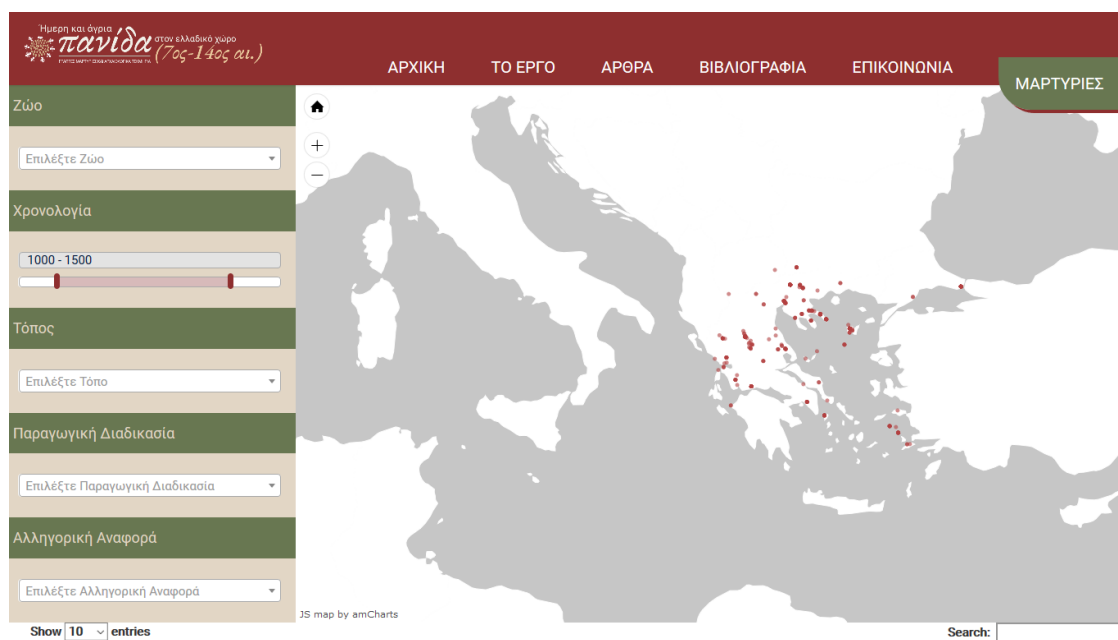 Ήμερη και άγρια
πανίδα στον ελλαδικό χώρο
(7ος-14ος αι.)
ΑΡΧΙΚΗ ΤΟ ΕΡΓΟ ΑΡΘΡΑ ΒΙΒΛΙΟΓΡΑΦΙΑ ΕΠΙΚΟΙΝΩΝΙΑ ΜΑΡΤΥΡΙΕΣ
Ζώο
Επιλέξτε Ζώο
Χρονολογία
1000 - 1500
Τόπος
Επιλέξτε Τόπο
Παραγωγική Διαδικασία
Επιλέξτε Παραγωγική Διαδικασία
Αλληγορική Αναφορά
Επιλέξτε Αλληγορική Αναφορά
JS map by amCharts
Show 10 entries
Search: